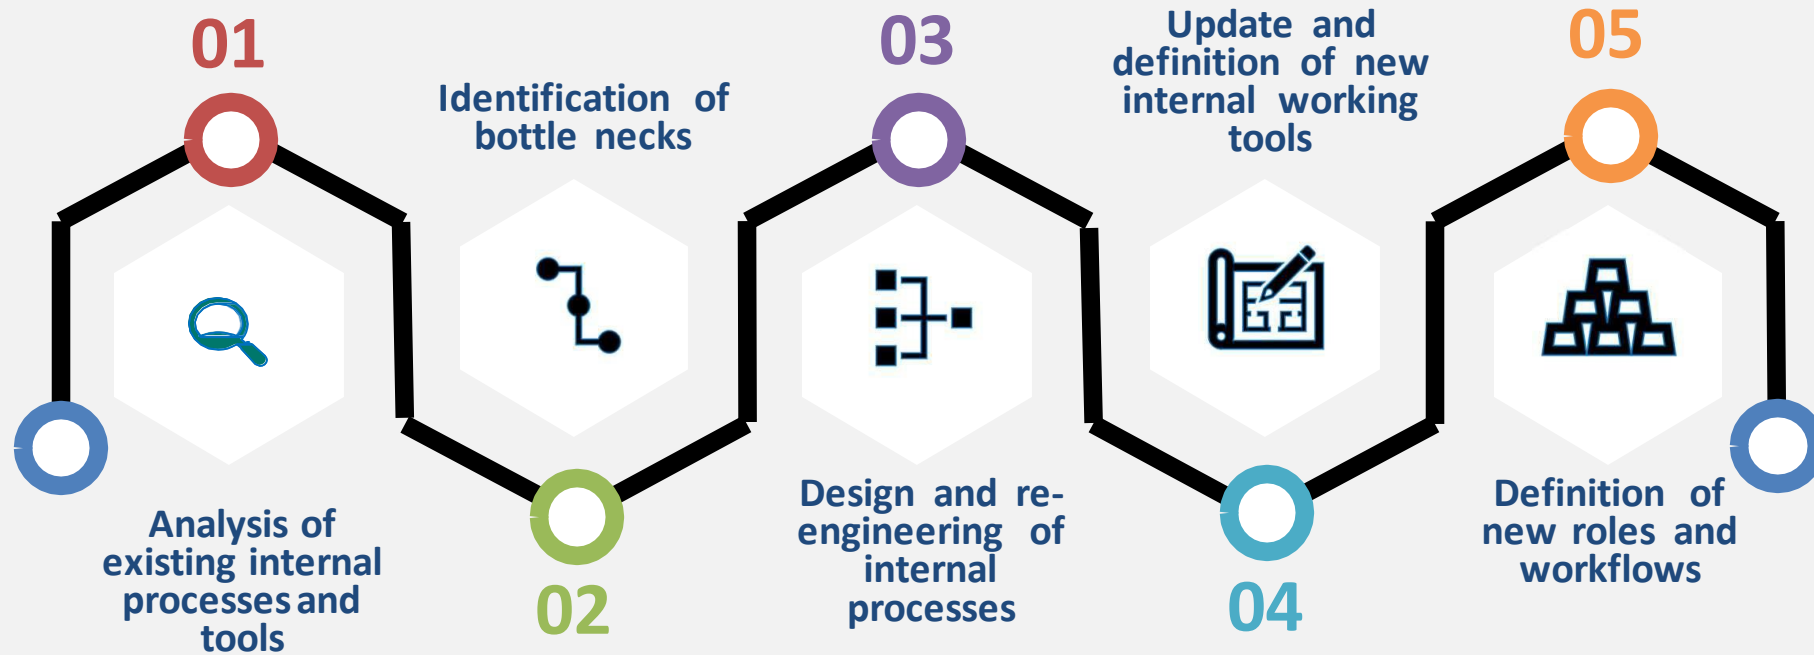 01
Analysis of
existing internal
processes and
tools
Identification of
bottle necks
02
03
Design and re-
engineering of
internal
processes
Update and
definition of new
internal working
tools
04
05
Definition of
new roles and
workflows